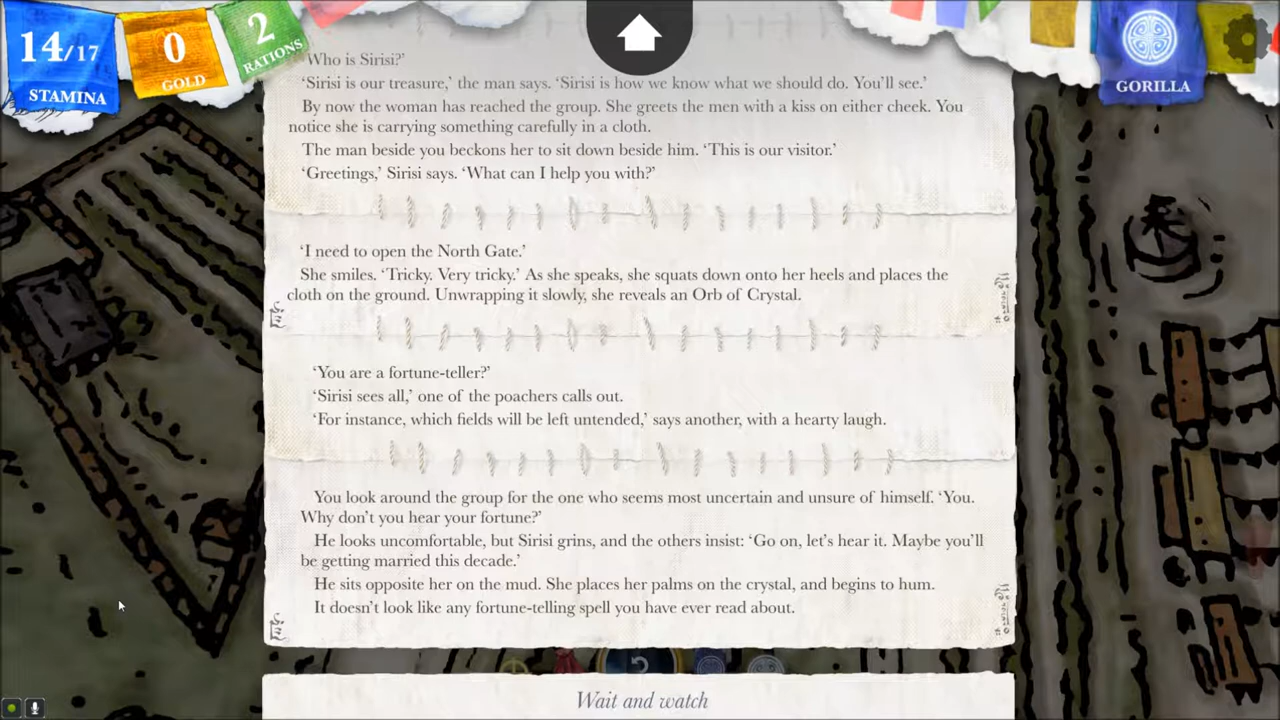 14/17
STAMINA
0
GOLD
2
RATIONS
GORILLA
'Who is Sirisi?'
'Sirisi is our treasure,' the man says. 'Sirisi is how we know what we should do. You'll see.'
By now the woman has reached the group. She greets the men with a kiss on either cheek. You
notice she is carrying something carefully in a cloth.
The man beside you beckons her to sit down beside him. 'This is our visitor.'
'Greetings,' Sirisi says. 'What can I help you with?'
'I need to open the North Gate.'
She smiles. 'Tricky. Very tricky.' As she speaks, she squats down onto her heels and places the
cloth on the ground. Unwrapping it slowly, she reveals an Orb of Crystal.
'You are a fortune-teller?'
'Sirisi sees all,' one of the poachers calls out.
'For instance, which fields will be left untended,' says another, with a hearty laugh.
You look around the group for the one who seems most uncertain and unsure of himself. 'You.
Why don't you hear your fortune?'
He looks uncomfortable, but Sirisi grins, and the others insist: 'Go on, let's hear it. Maybe you'll
be getting married this decade.'
He sits opposite her on the mud. She places her palms on the crystal, and begins to hum.
It doesn't look like any fortune-telling spell you have ever read about.
Wait and watch